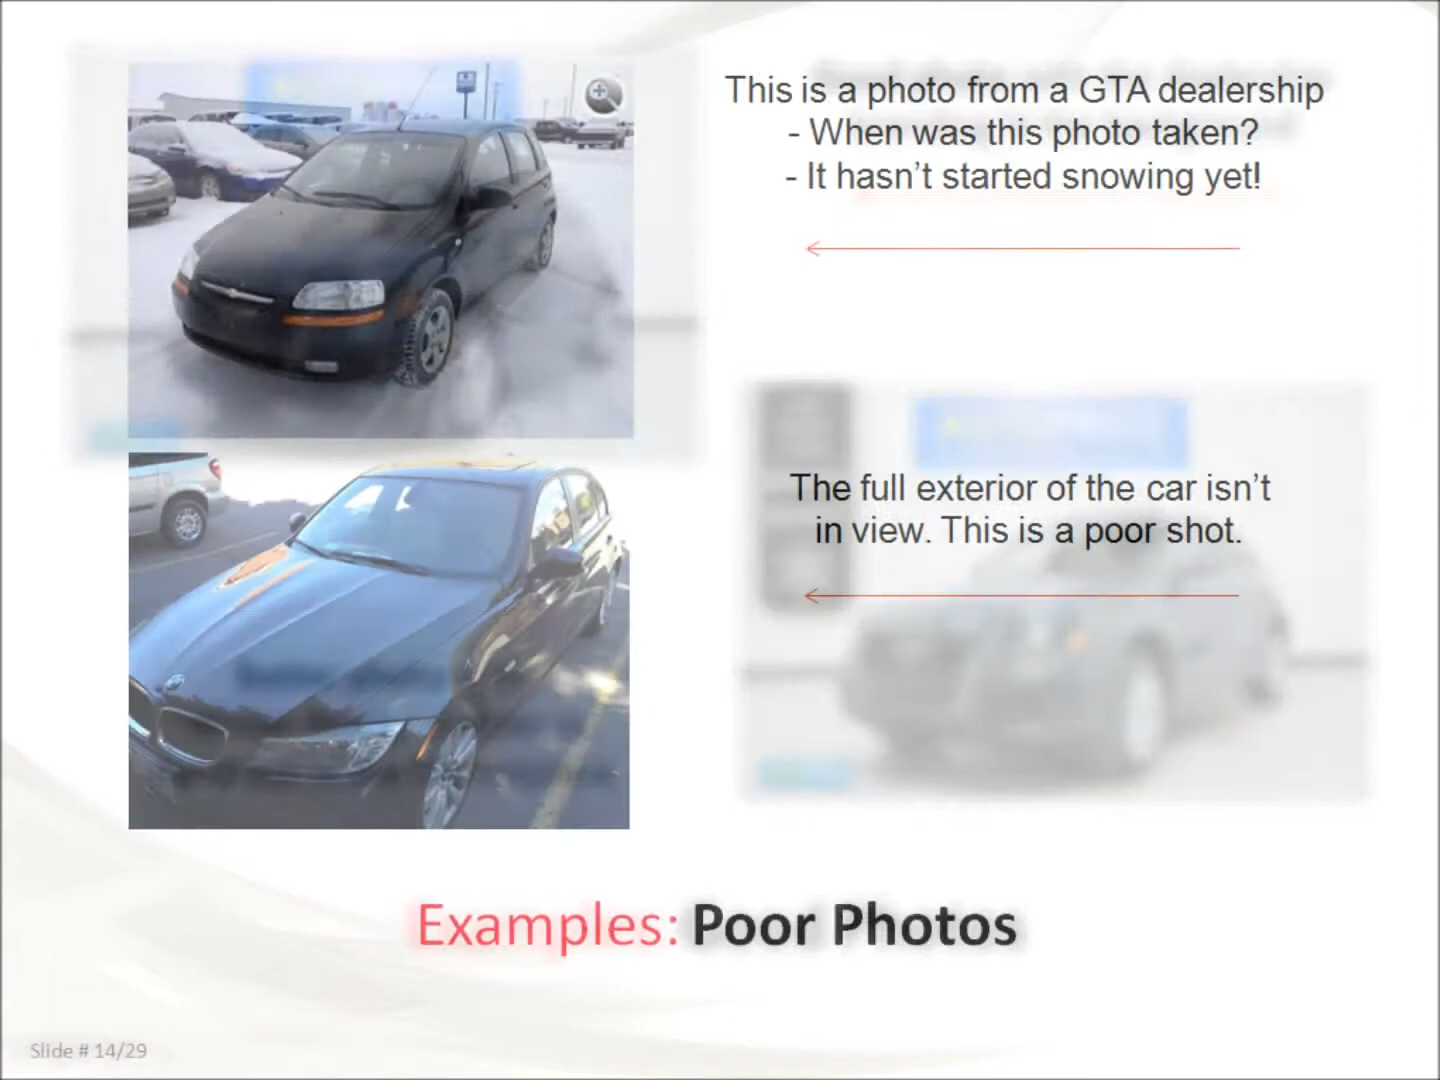 This is a photo from a GTA dealership
- When was this photo taken?
- It hasn’t started snowing yet!
The full exterior of the car isn’t
in view. This is a poor shot.
Examples: Poor Photos
Slide # 14/29